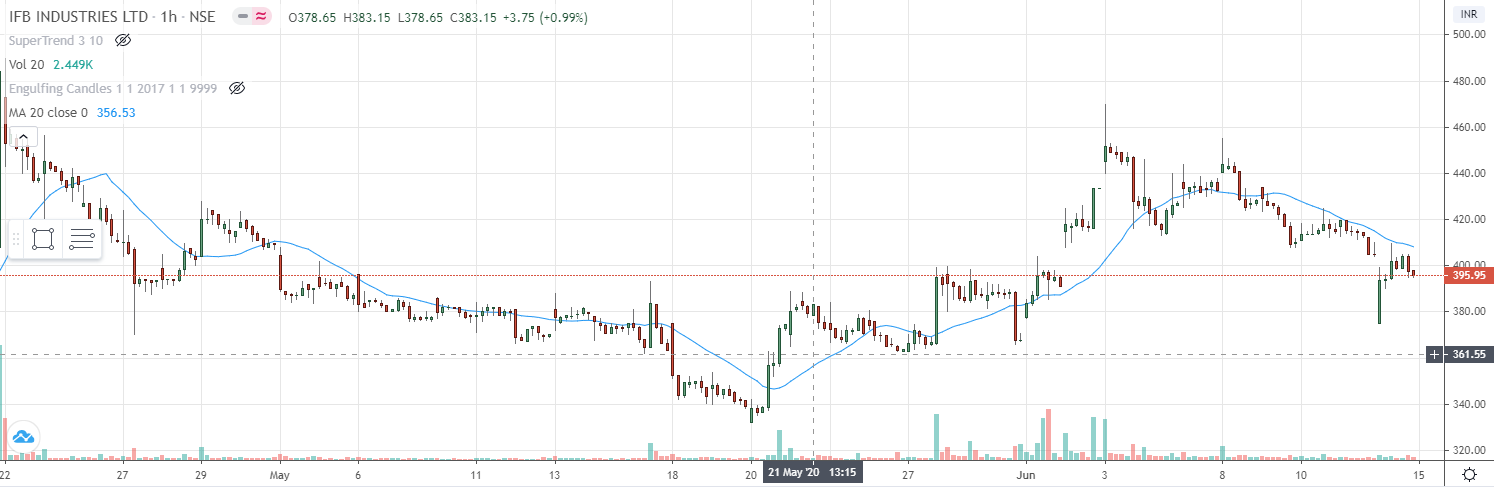 IFB INDUSTRIES LTD · 1h · NSE O378.65 H383.15 L378.65 C383.15 +3.75 (+0.99%)
INR
SuperTrend 3 10
Vol 20 2.449K
Engulfing Candles 1 1 2017 1 1 9999
MA 20 close 0 356.53
500.00
480.00
460.00
440.00
420.00
400.00
395.95
380.00
361.55
340.00
320.00
22 27 29 May 6 11 13 18 20 21 May '20 13:15 27 Jun 3 8 10 15